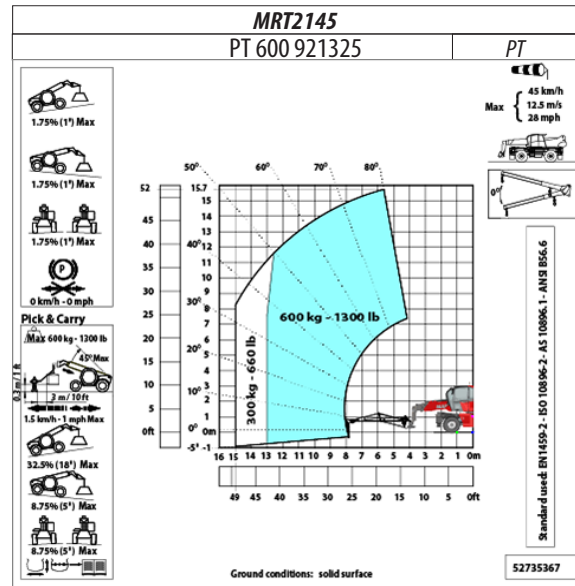 MRT2145
PT 600 921325
PT
1.75% (1°) Max
1.75% (1°) Max
1.75% (1°) Max
P
0 km/h - 0 mph
Pick & Carry
Max 600 kg - 1300 lb
45° Max
0.3 m / 1 ft
3 m / 10 ft
1.5 km/h - 1 mph Max
32.5% (18°) Max
8.75% (5°) Max
8.75% (5°) Max
Max
45 km/h
12.5 m/s
28 mph
0°
50° 60° 70° 80°
40°
30°
20°
10°
0°
-5°
52
45
40
35
30
25
20
15
10
5
0ft
15.7
15
14
13
12
11
10
9
8
7
6
5
4
3
2
1
0m
-1
600 kg - 1300 lb
300 kg - 660 lb
16 15 14 13 12 11 10 9 8 7 6 5 4 3 2 1 0m
49 45 40 35 30 25 20 15 10 5 0ft
Standard used: EN1459-2 - ISO 10896-2 - AS 10896.1 - ANSI B56.6
Ground conditions: solid surface
52735367